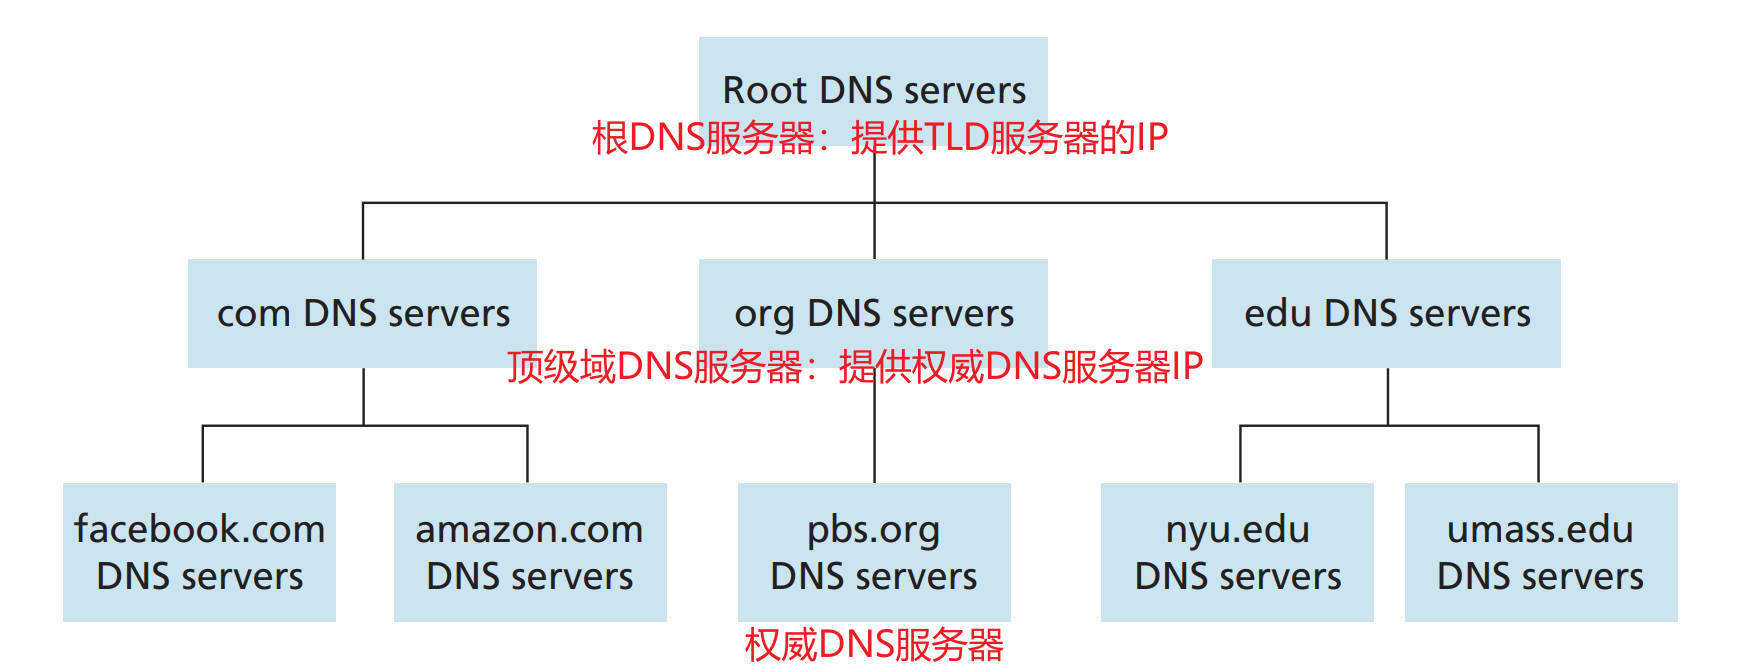 Root DNS servers
根DNS服务器：提供TLD服务器的IP
com DNS servers
org DNS servers
edu DNS servers
顶级域DNS服务器：提供权威DNS服务器IP
facebook.com
DNS servers
amazon.com
DNS servers
pbs.org
DNS servers
nyu.edu
DNS servers
umass.edu
DNS servers
权威DNS服务器